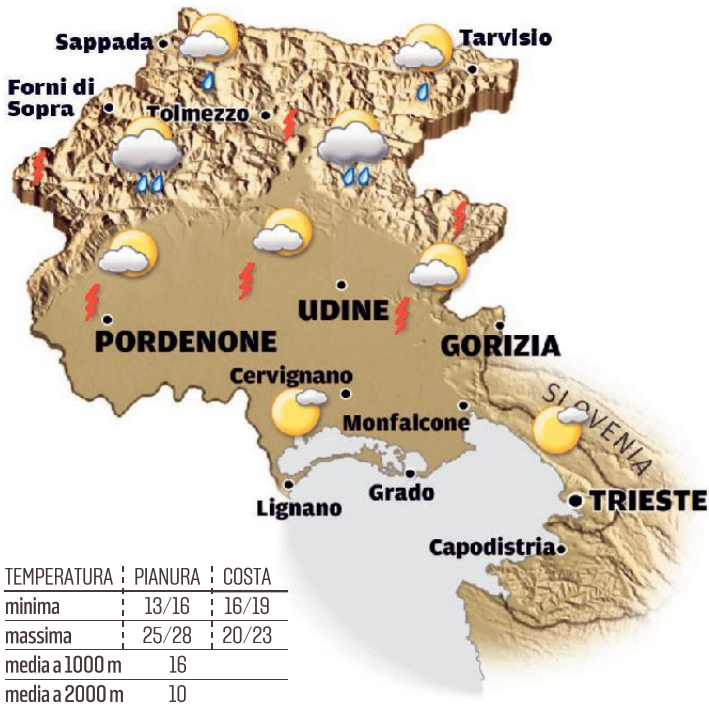 Sappada
Tarvisio
Forni di
Sopra
Tolmezzo
UDINE
PORDENONE
GORIZIA
Cervignano
SLOVENIA
Monfalcone
Grado
Lignano
TRIESTE
Capodistria
TEMPERATURA PIANURA COSTA
minima 13/16 16/19
massima 25/28 20/23
media a 1000 m 16
media a 2000 m 10